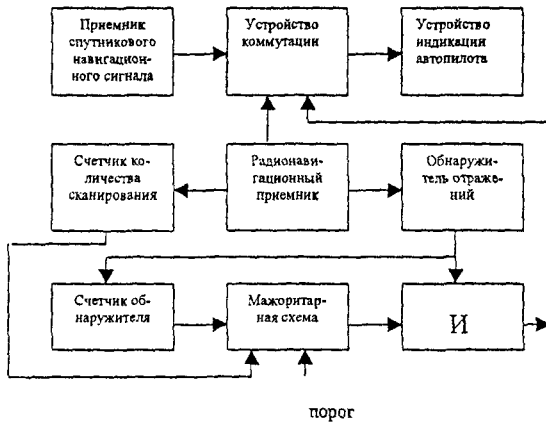 Приемник
спутникового
навигацион-
ного сигнала
Устройство
коммутации
Устройство
индикации
автопилота
Счетчик ко-
личества
сканирования
Радионави-
гационный
приемник
Обнаружи-
тель отраже-
ний
Счетчик об-
наружителя
Мажоритар-
ная схема
И
порог